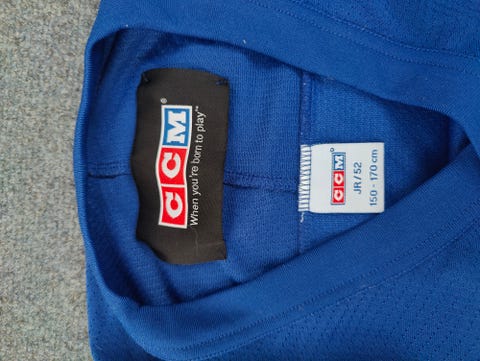 CCM®
When you're born to play™
CCM®
JR/52
150 - 170 cm